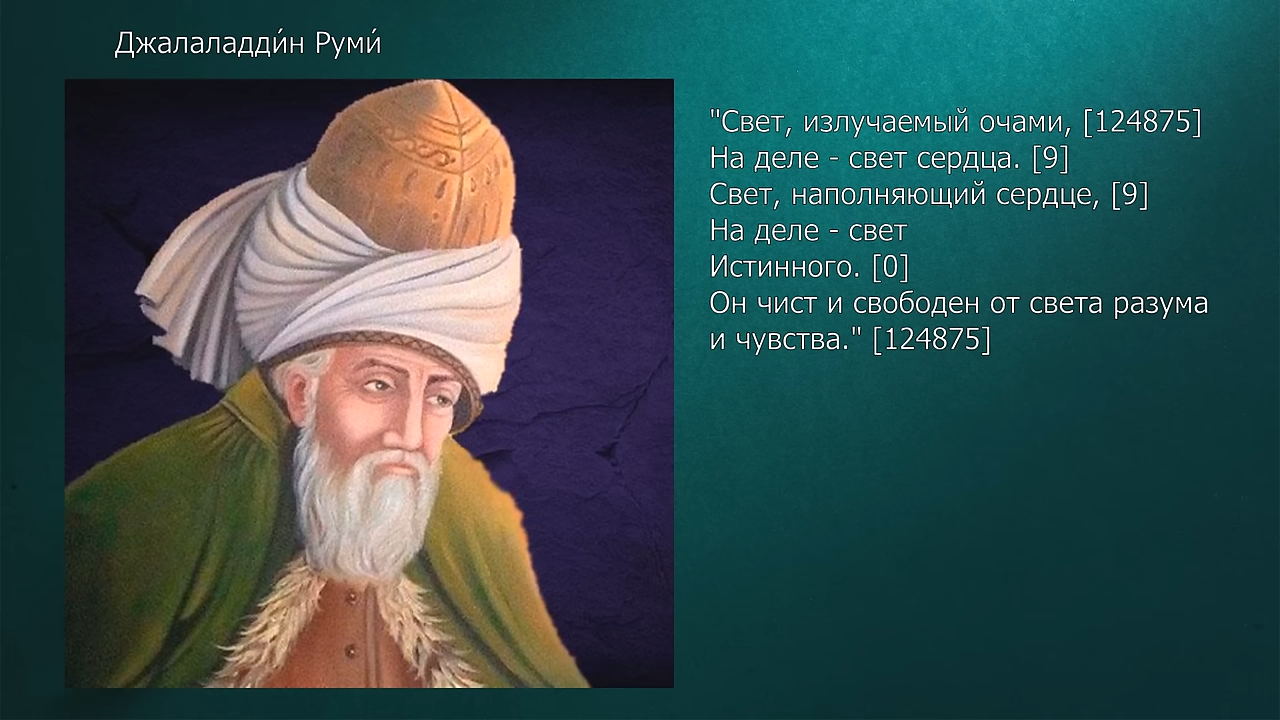 Джалаладди́н Руми́
"Свет, излучаемый очами, [124875]
На деле - свет сердца. [9]
Свет, наполняющий сердце, [9]
На деле - свет
Истинного. [0]
Он чист и свободен от света разума
и чувства." [124875]